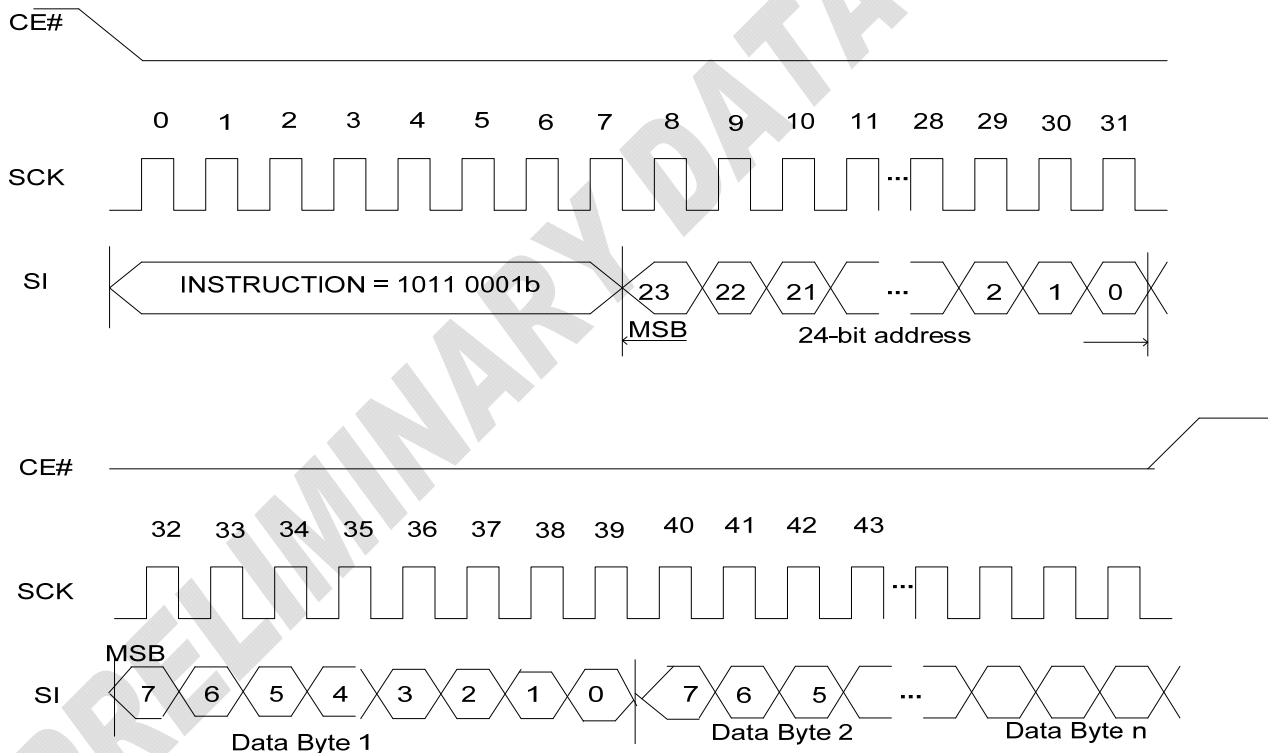 CE#
0 1 2 3 4 5 6 7 8 9 10 11 28 29 30 31
SCK ...
SI INSTRUCTION = 1011 0001b 23 22 21 ... 2 1 0
MSB 24-bit address
CE#
32 33 34 35 36 37 38 39 40 41 42 43
SCK ...
MSB
SI 7 6 5 4 3 2 1 0 7 6 5 ...
Data Byte 1 Data Byte 2 Data Byte n
PRELIMINARY DATA